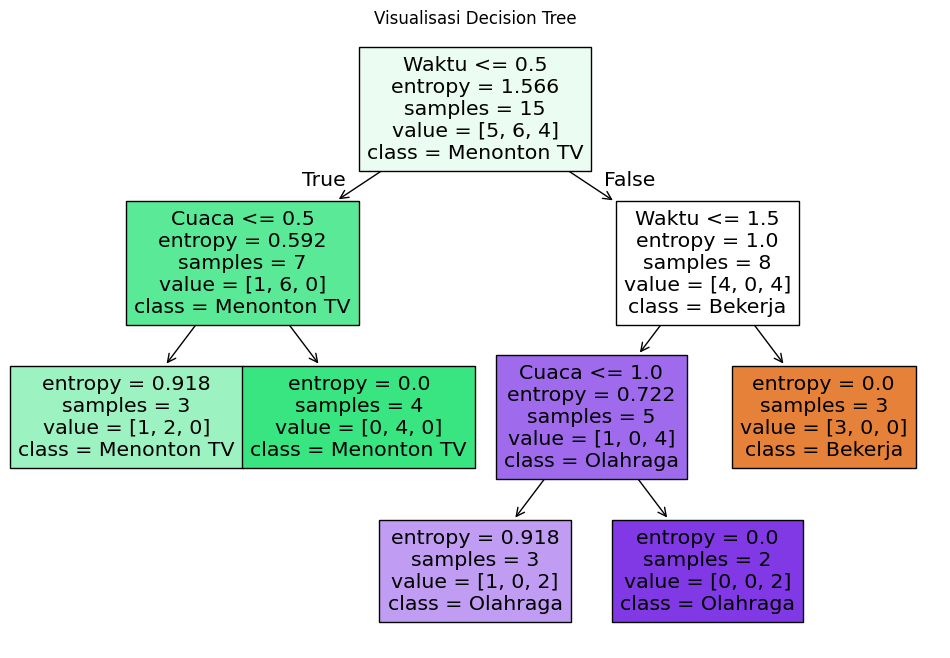 Visualisasi Decision Tree
Waktu <= 0.5
entropy = 1.566
samples = 15
value = [5, 6, 4]
class = Menonton TV
True
False
Cuaca <= 0.5
entropy = 0.592
samples = 7
value = [1, 6, 0]
class = Menonton TV
Waktu <= 1.5
entropy = 1.0
samples = 8
value = [4, 0, 4]
class = Bekerja
entropy = 0.918
samples = 3
value = [1, 2, 0]
class = Menonton TV
entropy = 0.0
samples = 4
value = [0, 4, 0]
class = Menonton TV
Cuaca <= 1.0
entropy = 0.722
samples = 5
value = [1, 0, 4]
class = Olahraga
entropy = 0.0
samples = 3
value = [3, 0, 0]
class = Bekerja
entropy = 0.918
samples = 3
value = [1, 0, 2]
class = Olahraga
entropy = 0.0
samples = 2
value = [0, 0, 2]
class = Olahraga